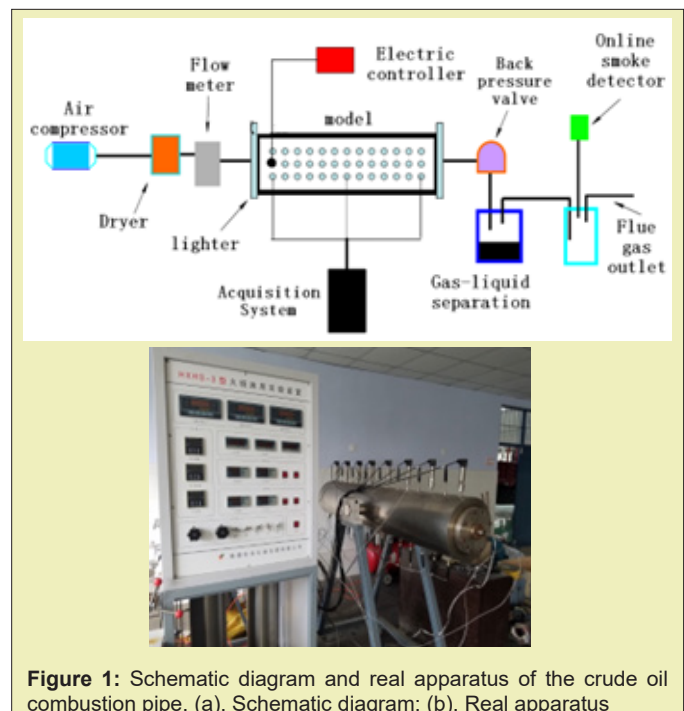 Electric
controller
Online
smoke
detector
Back
pressure
valve
Flow
meter
model
Air
compressor
Dryer
lighter
Acquisition
System
Gas-liquid
separation
Flue
gas
outlet
Figure 1: Schematic diagram and real apparatus of the crude oil
combustion pipe. (a). Schematic diagram; (b). Real apparatus